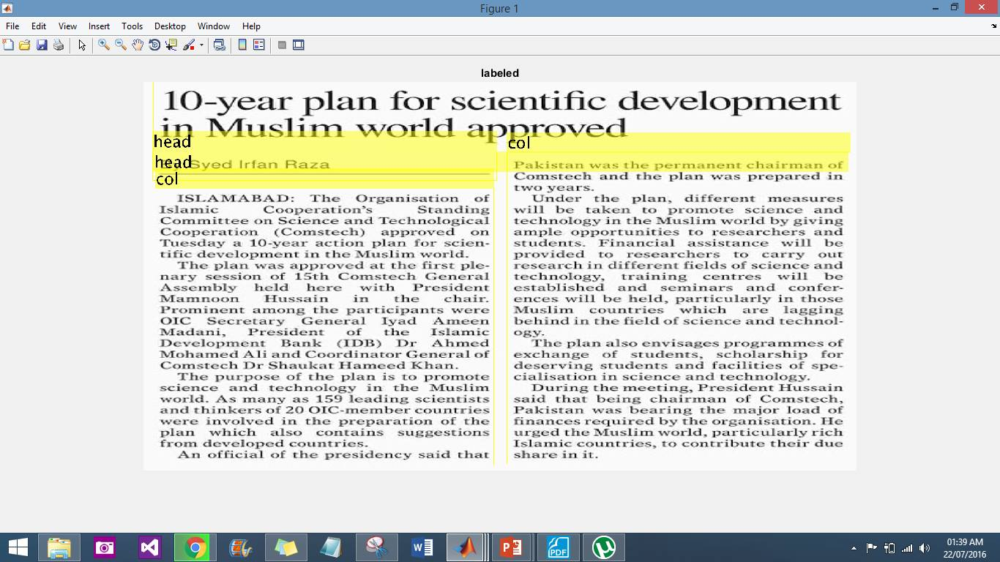 Figure 1
File Edit View Insert Tools Desktop Window Help
labeled
10-year plan for scientific development
in Muslim world approved
head
head
Syed Irfan Raza
col
ISLAMABAD: The Organisation of
Islamic Cooperation's Standing
Committee on Science and Technological
Cooperation (Comstech) approved on
Tuesday a 10-year action plan for scien-
tific development in the Muslim world.
The plan was approved at the first ple-
nary session of 15th Comstech General
Assembly held here with President
Mamnoon Hussain in the chair.
Prominent among the participants were
OIC Secretary General Iyad Ameen
Madani, President of the Islamic
Development Bank (IDB) Dr Ahmed
Mohamed Ali and Coordinator General of
Comstech Dr Shaukat Hameed Khan.
The purpose of the plan is to promote
science and technology in the Muslim
world. As many as 159 leading scientists
and thinkers of 20 OIC-member countries
were involved in the preparation of the
plan which also contains suggestions
from developed countries.
An official of the presidency said that
col
Pakistan was the permanent chairman of
Comstech and the plan was prepared in
two years.
Under the plan, different measures
will be taken to promote science and
technology in the Muslim world by giving
ample opportunities to researchers and
students. Financial assistance will be
provided to researchers to carry out
research in different fields of science and
technology, training centres will be
established and seminars and confer-
ences will be held, particularly in those
Muslim countries which are lagging
behind in the field of science and technol-
ogy.
The plan also envisages programmes of
exchange of students, scholarship for
deserving students and facilities of spe-
cialisation in science and technology.
During the meeting, President Hussain
said that being chairman of Comstech,
Pakistan was bearing the major load of
finances required by the organisation. He
urged the Muslim world, particularly rich
Islamic countries, to contribute their due
share in it.
PDF
01:39 AM
22/07/2016